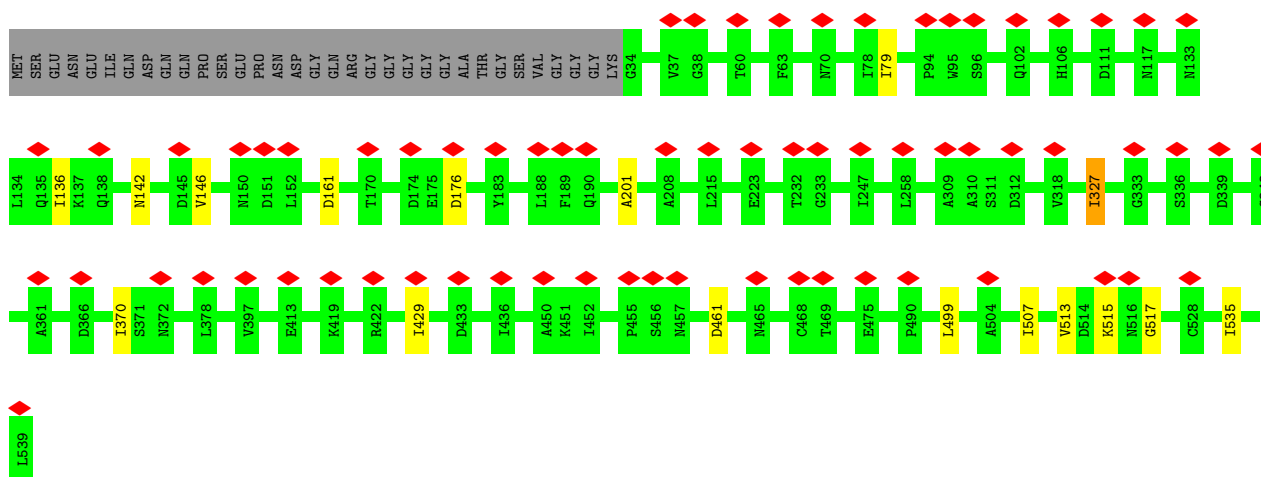 MET SER GLU ASN GLU ILE GLN ASP GLN GLN PRO SER GLU PRO ASN ASP GLY GLN ARG GLY GLY GLY GLY GLY ALA THR GLY SER VAL GLY GLY GLY LYS G34 V37 G38 T60 F63 N70 I78 I79 P94 W95 S96 Q102 H106 D111 N117 N133
L134 Q135 I136 K137 Q138 N142 D145 V146 N150 D151 L152 D161 T170 D174 E175 D176 Y183 L188 F189 Q190 A201 A208 L215 E223 T232 G233 I247 L258 A309 A310 S311 D312 V318 I327 G333 S336 D339
A361 D366 I370 S371 N372 L378 V397 E413 K419 R422 I429 D433 I436 A450 K451 I452 P455 S456 N457 D461 N465 C468 T469 E475 P490 L499 A504 I507 V513 D514 K515 N516 G517 C528 I535
L539